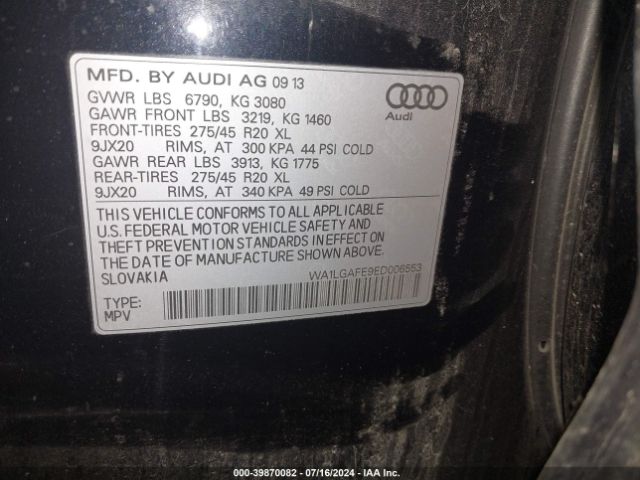 MFD. BY AUDI AG 09 13
GVWR LBS 6790, KG 3080
GAWR FRONT LBS 3219, KG 1460
FRONT-TIRES 275/45 R20 XL
9JX20 RIMS, AT 300 KPA 44 PSI COLD
GAWR REAR LBS 3913, KG 1775
REAR-TIRES 275/45 R20 XL
9JX20 RIMS, AT 340 KPA 49 PSI COLD
Audi
THIS VEHICLE CONFORMS TO ALL APPLICABLE
U.S. FEDERAL MOTOR VEHICLE SAFETY AND
THEFT PREVENTION STANDARDS IN EFFECT ON
THE DATE OF MANUFACTURE SHOWN ABOVE.
SLOVAKIA
WA1LGAFE9ED006553
TYPE:
MPV
000-39870082 - 07/16/2024 - IAA Inc.